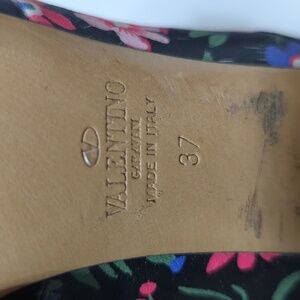 VALENTINO
GARAVANI
MADE IN ITALY
37